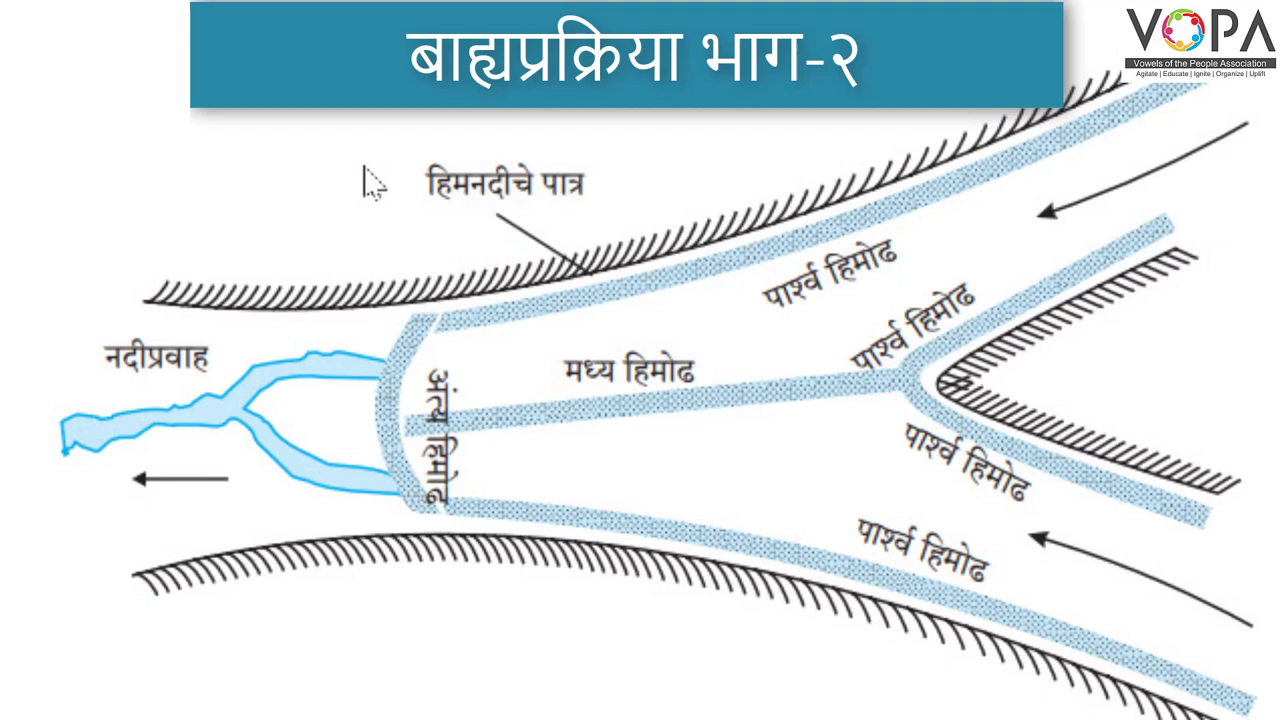 बाह्यप्रक्रिया भाग-२
VOPA
Vowels of the People Association
Agitate | Educate | Ignite | Organize | Uplift
हिमनदीचे पात्र
पार्श्व हिमोढ
पार्श्व हिमोढ
नदीप्रवाह
मध्य हिमोढ
अंत्य हिमोढ
पार्श्व हिमोढ
पार्श्व हिमोढ